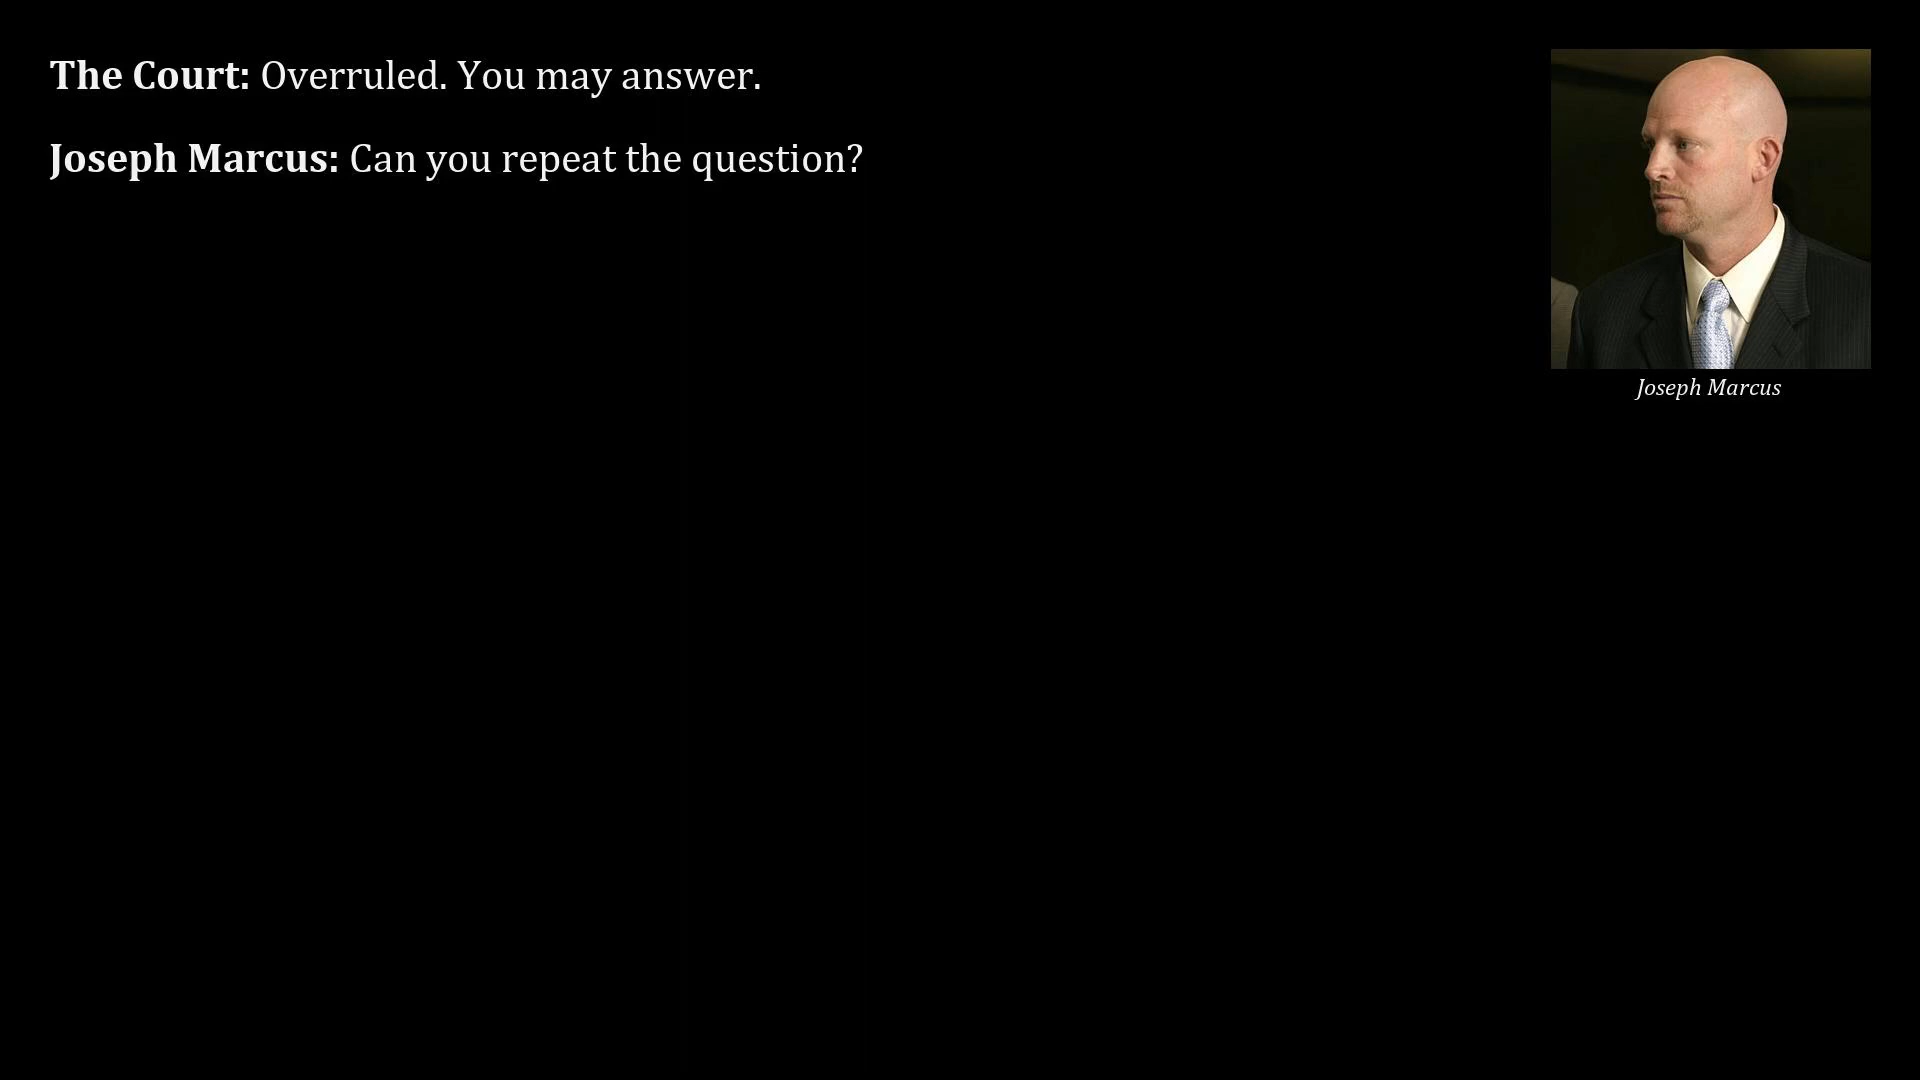 The Court: Overruled. You may answer.
Joseph Marcus: Can you repeat the question?
Joseph Marcus